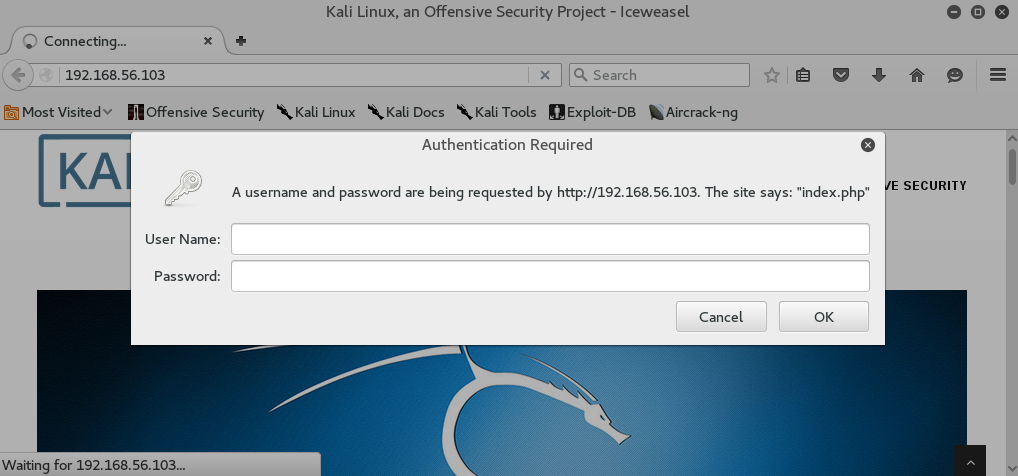 Kali Linux, an Offensive Security Project - Iceweasel
Connecting...
192.168.56.103
Search
Most Visited Offensive Security Kali Linux Kali Docs Kali Tools Exploit-DB Aircrack-ng
Authentication Required
KA
A username and password are being requested by http://192.168.56.103. The site says: "index.php"
VE SECURITY
User Name:
Password:
Cancel OK
Waiting for 192.168.56.103...